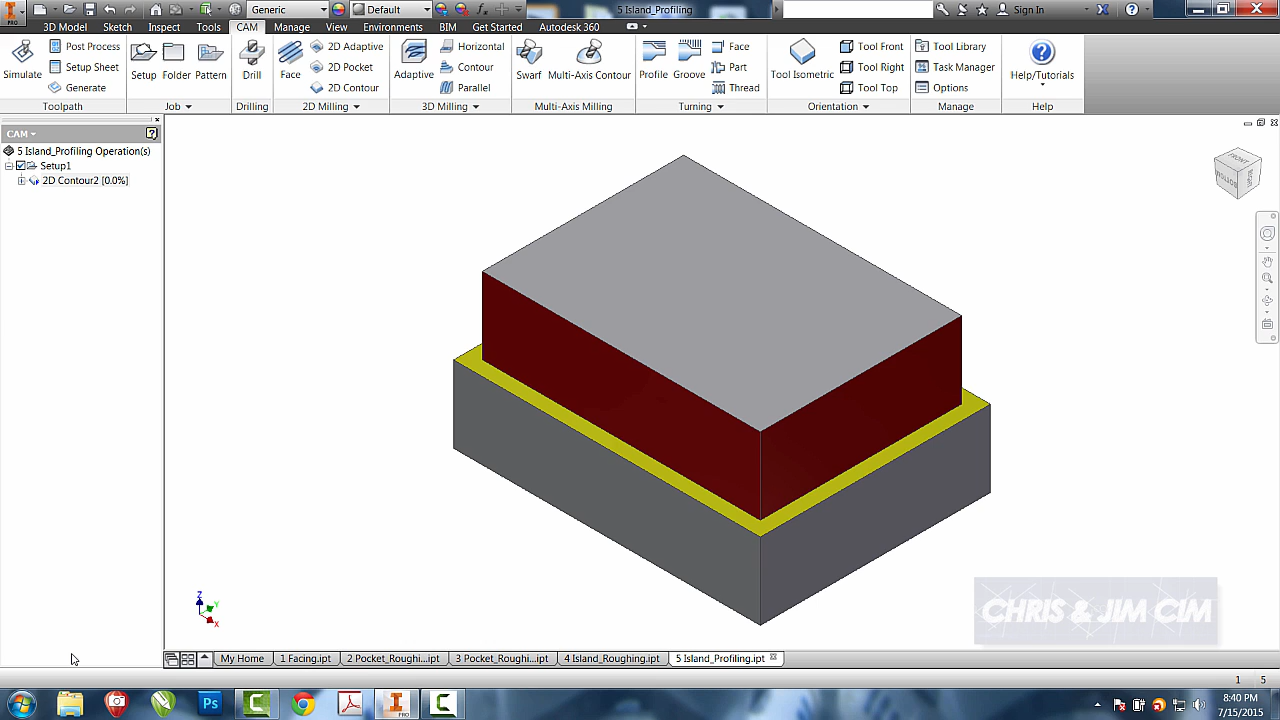 Generic
Default
5 Island_Profiling
Sign In
PRO
3D Model Sketch Inspect Tools CAM Manage View Environments BIM Get Started Autodesk 360
Simulate
Post Process
Setup Sheet
Generate
Toolpath
Setup Folder
Job
Drill
Drilling
Face
2D Adaptive
2D Pocket
2D Contour
2D Milling
Adaptive
Horizontal
Contour
Parallel
3D Milling
Swarf Multi-Axis Contour
Multi-Axis Milling
Profile Groove
Face
Part
Thread
Turning
Tool Isometric
Tool Front
Tool Right
Tool Top
Orientation
Tool Library
Task Manager
Options
Manage
Help/Tutorials
Help
CAM
5 Island_Profiling Operation(s)
Setup1
2D Contour2 [0.0%]
FRONT
RIGHT
BOTTOM
Z
Y
X
CHRIS & JIM CIM
My Home 1 Facing.ipt 2 Pocket_Roughi...ipt 3 Pocket_Roughi...ipt 4 Island_Roughing.ipt 5 Island_Profiling.ipt
1 5
Ps
PRO
8:40 PM
7/15/2015